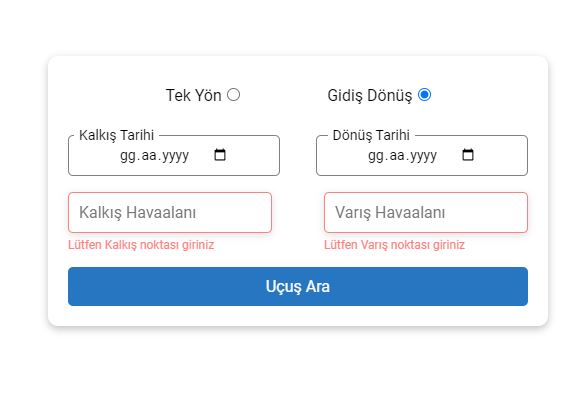 Tek Yön Gidiş Dönüş
Kalkış Tarihi Dönüş Tarihi
gg.aa.yyyy gg.aa.yyyy
Kalkış Havaalanı Varış Havaalanı
Lütfen Kalkış noktası giriniz Lütfen Varış noktası giriniz
Uçuş Ara